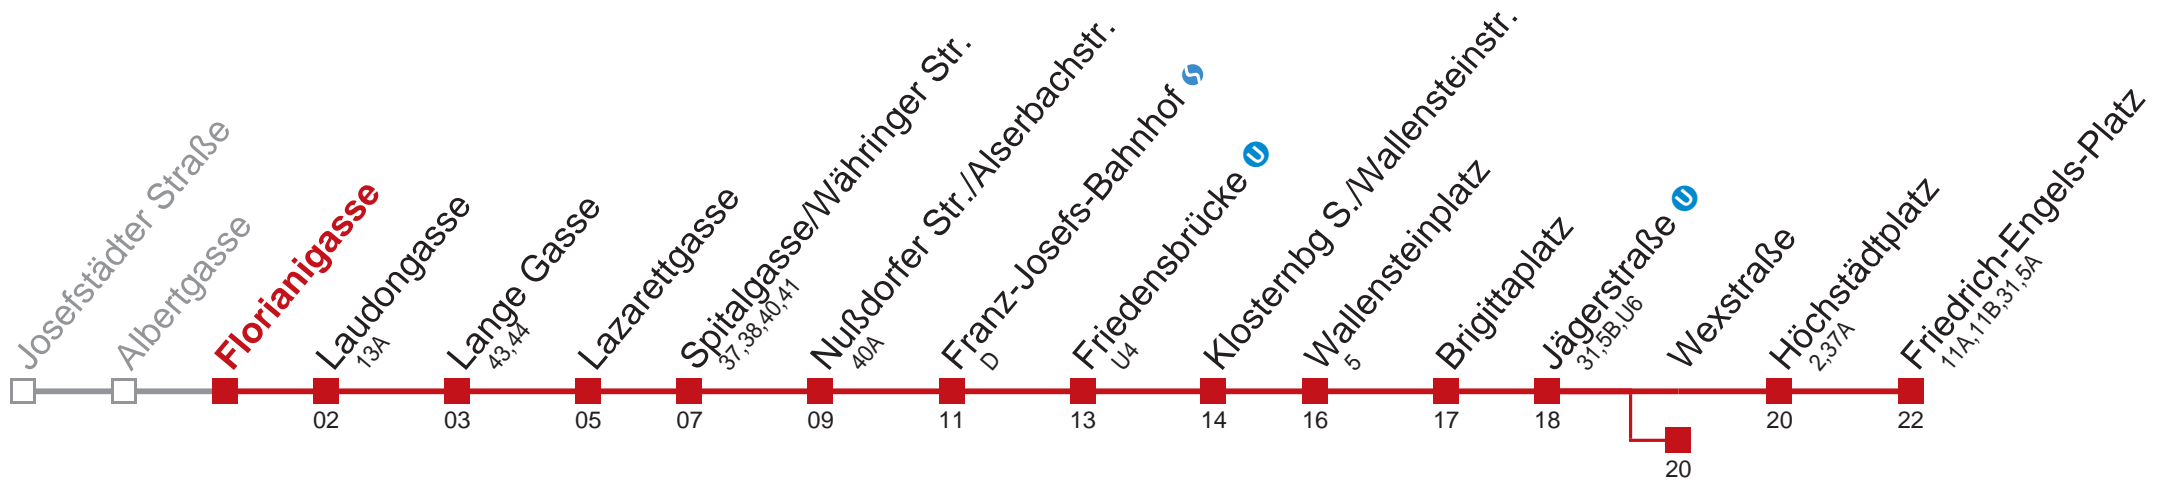 Josefstädter Straße
Albertgasse
Florianigasse
Laudongasse
13A
02
Lange Gasse
43,44
03
Lazarettgasse
05
Spitalgasse/Währinger Str.
37,38,40,41
07
Nußdorfer Str./Alserbachstr.
40A
09
Franz-Josefs-Bahnhof S
D
11
Friedensbrücke U
U4
13
Klosternbg S./Wallensteinstr.
14
Wallensteinplatz
5
16
Brigittaplatz
17
Jägerstraße U
31,5B,U6
18
Wexstraße
20
Höchstädtplatz
2,37A
20
Friedrich-Engels-Platz
11A,11B,31,5A
22